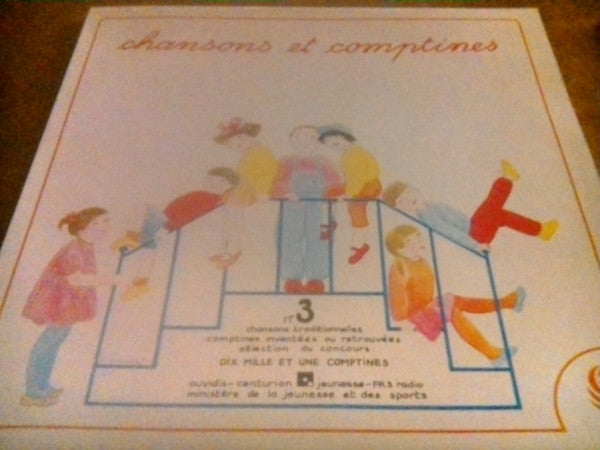 chansons et comptines
n° 3
chansons traditionnelles
comptines inventées ou retrouvées
sélection du concours:
DIX MILLE ET UNE COMPTINES
auvidis-centurion jeunesse-FR3 radio
ministère de la jeunesse et des sports